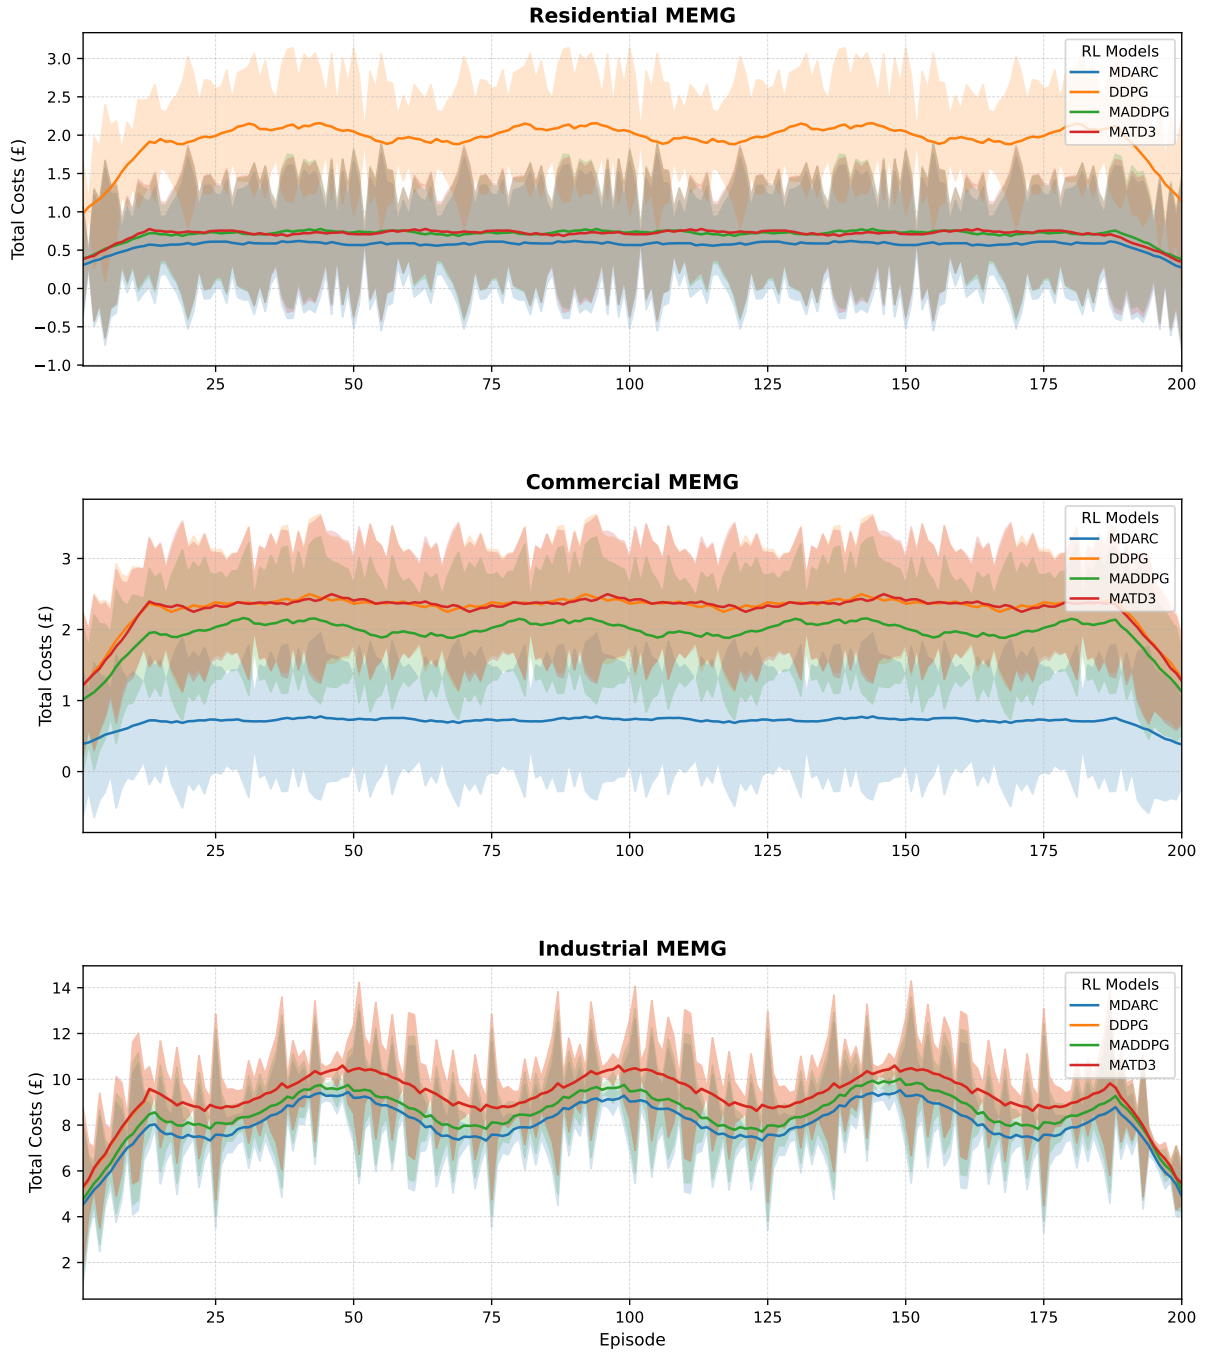 Residential MEMG
Total Costs (£)
3.0
2.5
2.0
1.5
1.0
0.5
0.0
−0.5
−1.0
25 50 75 100 125 150 175 200
RL Models
MDARC
DDPG
MADDPG
MATD3
Commercial MEMG
Total Costs (£)
3
2
1
0
25 50 75 100 125 150 175 200
RL Models
MDARC
DDPG
MADDPG
MATD3
Industrial MEMG
Total Costs (£)
14
12
10
8
6
4
2
25 50 75 100 125 150 175 200
Episode
RL Models
MDARC
DDPG
MADDPG
MATD3